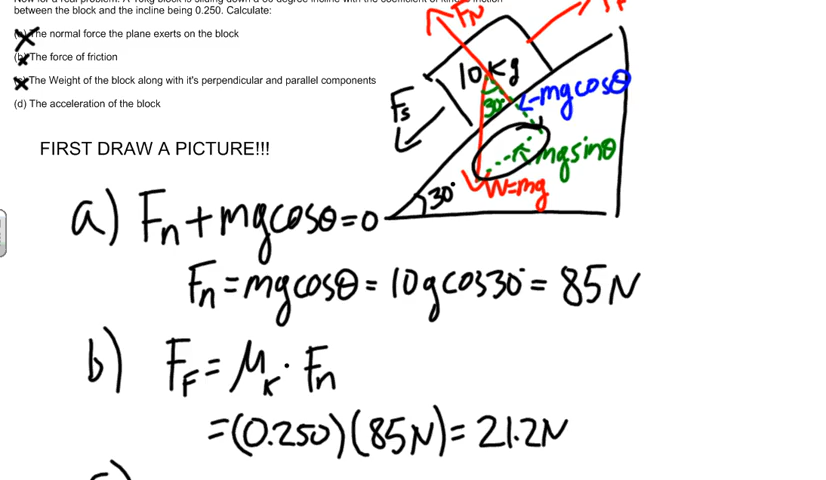 between the block and the incline being 0.250. Calculate:
The normal force the plane exerts on the block
(b) The force of friction
The Weight of the block along with it's perpendicular and parallel components
(d) The acceleration of the block
FIRST DRAW A PICTURE!!!
FN
10Kg
Fs
30°
mgcosθ
mgsinθ
W=mg
30°
a) Fn+mgcosθ=0
Fn=mgcosθ= 10gcos30°= 85N
b) FF= μK· Fn
=(0.250)(85N)= 21.2N